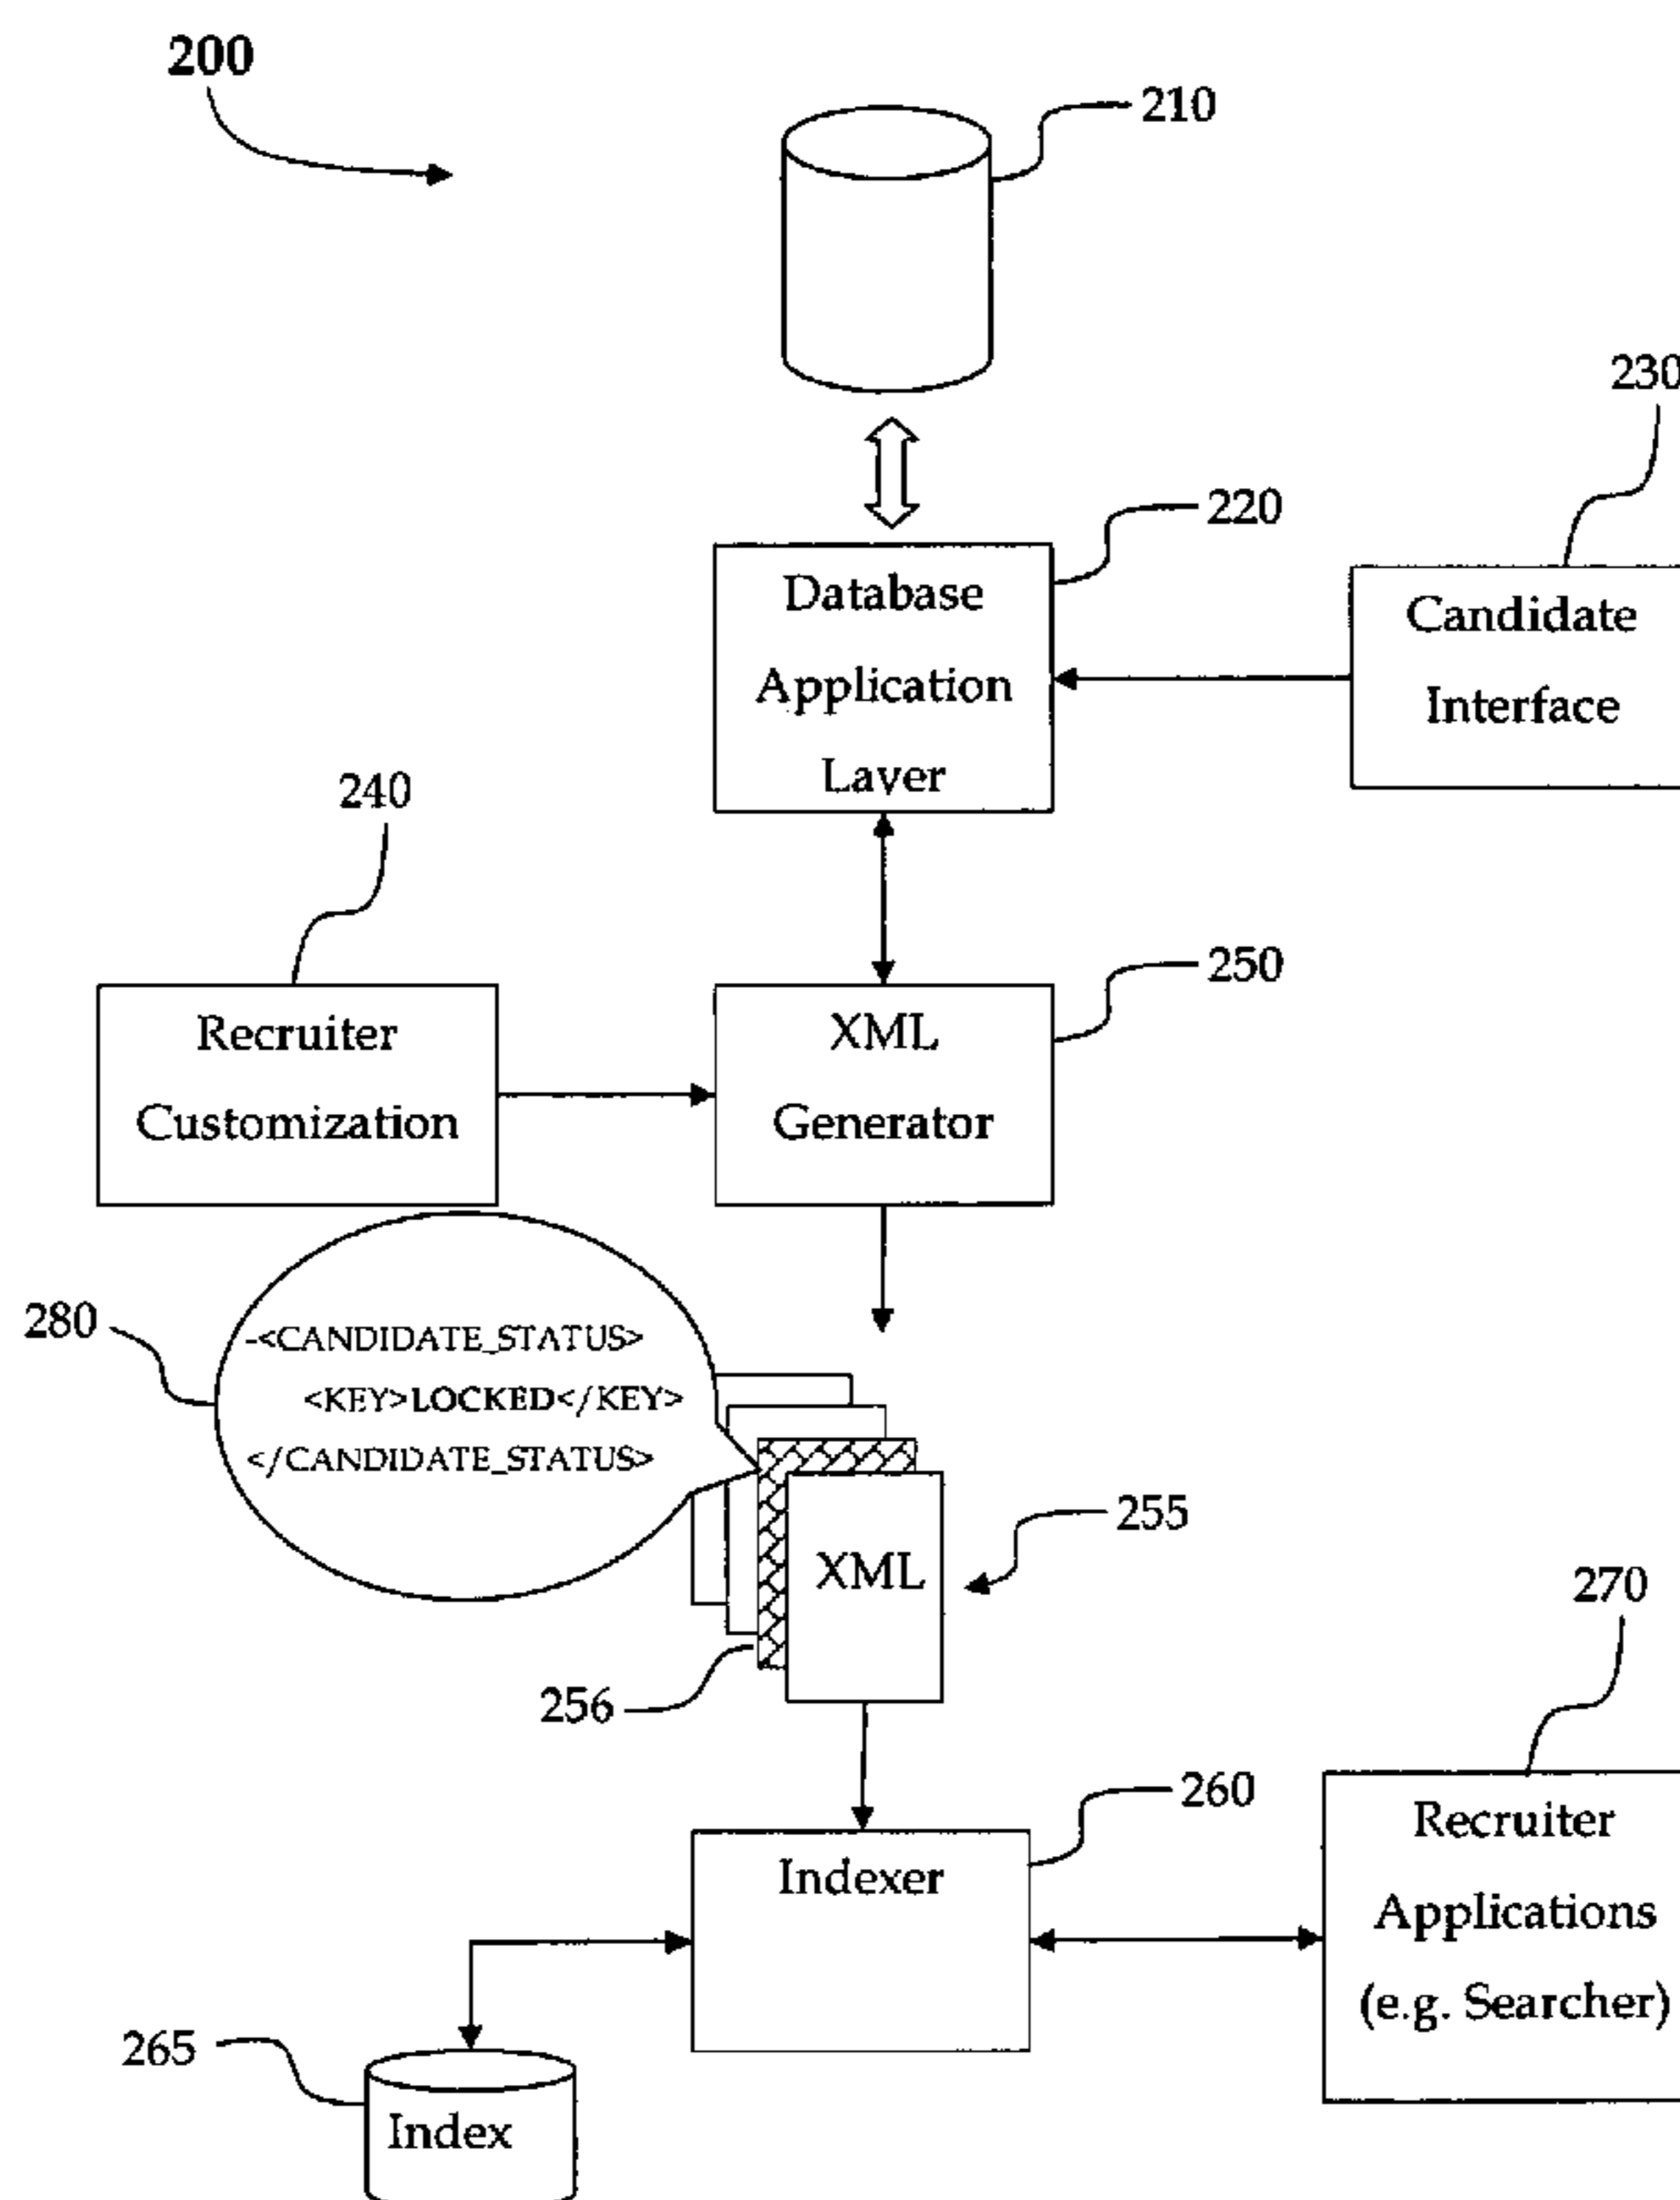 200
210
230
220
Database
Application
Laver
Candidate
Interface
240
250
Recruiter
Customization
XML
Generator
280
-<CANDIDATE_STATUS>
<KEY>LOCKED</KEY>
</CANDIDATE_STATUS>
255
XML
256
270
260
Indexer
Recruiter
Applications
(e.g. Searcher)
265
Index